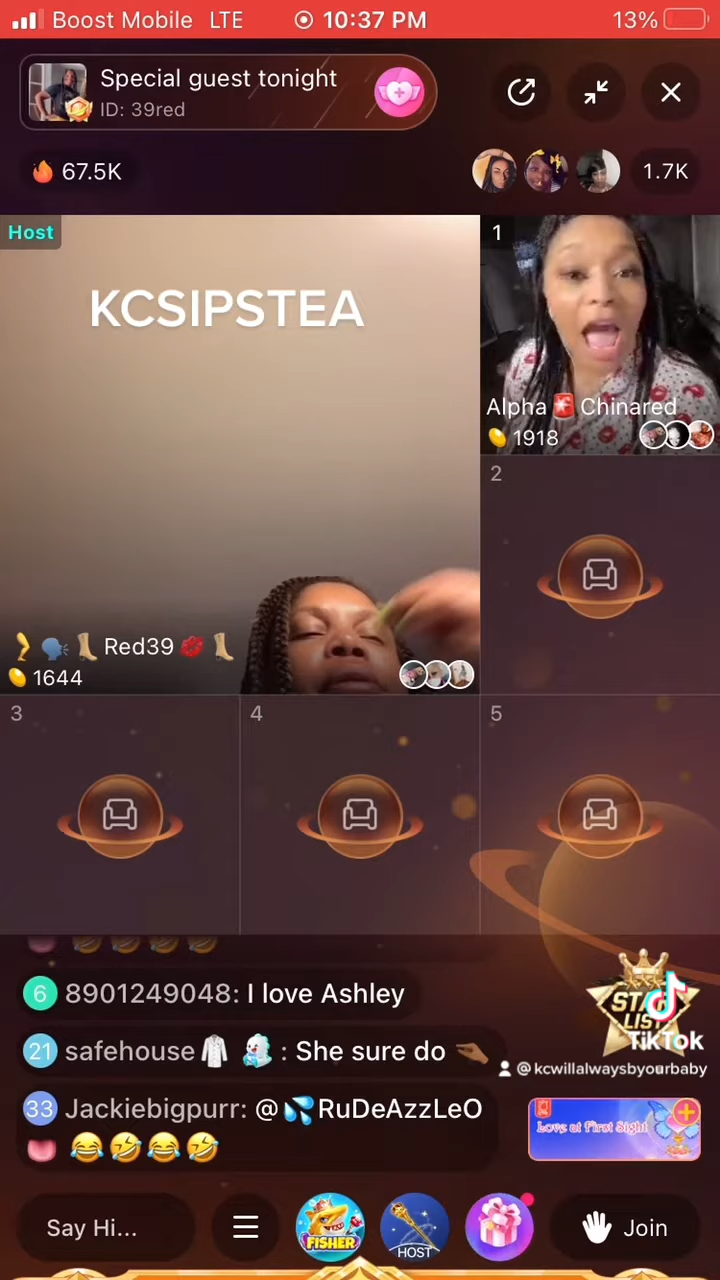 Boost Mobile LTE 10:37 PM 13%
Special guest tonight
ID: 39red
67.5K 1.7K
Host
1
KCSIPSTEA
Alpha🚨Chinared
1918
2
🗣👢Red39💋👢
1644
3 4 5
6 8901249048: I love Ashley
21 safehouse🥼 : She sure do
33 Jackiebigpurr: @💦RuDeAzzLeO
👅😂🤣😂🤣
STAR
LIST
TikTok
@kcwillalwaysbyourbaby
Love at First Sight
Say Hi...
FISHER
HOST
Join